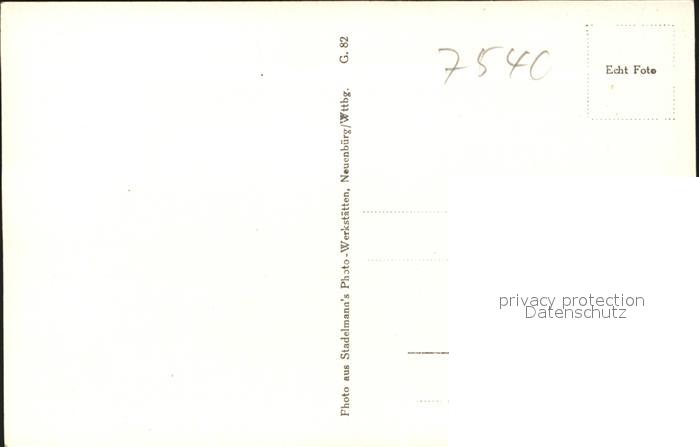 7540
Echt Foto
Photo aus Stadelmann's Photo-Werkstätten, Neuenbürg/Wttbg. G. 82
privacy protection
Datenschutz